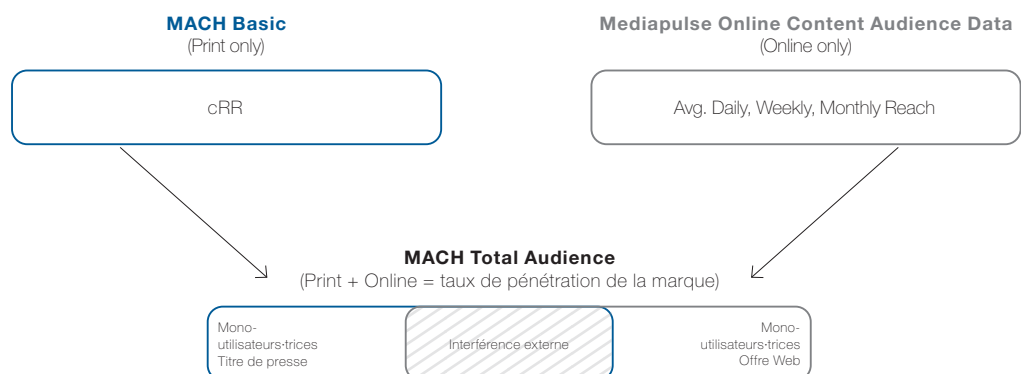 MACH Basic
(Print only)
cRR
Mediapulse Online Content Audience Data
(Online only)
Avg. Daily, Weekly, Monthly Reach
MACH Total Audience
(Print + Online = taux de pénétration de la marque)
Mono-
utilisateurs·trices
Titre de presse
Interférence externe
Mono-
utilisateurs·trices
Offre Web